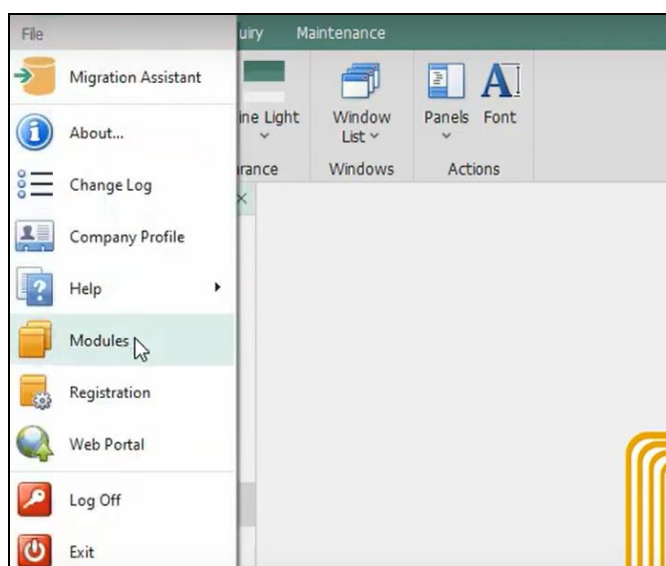 File
uiry
Maintenance
Migration Assistant
About...
Change Log
Company Profile
Help
Modules
Registration
Web Portal
Log Off
Exit
ine Light
Window
List
Panels
Font
rance
Windows
Actions